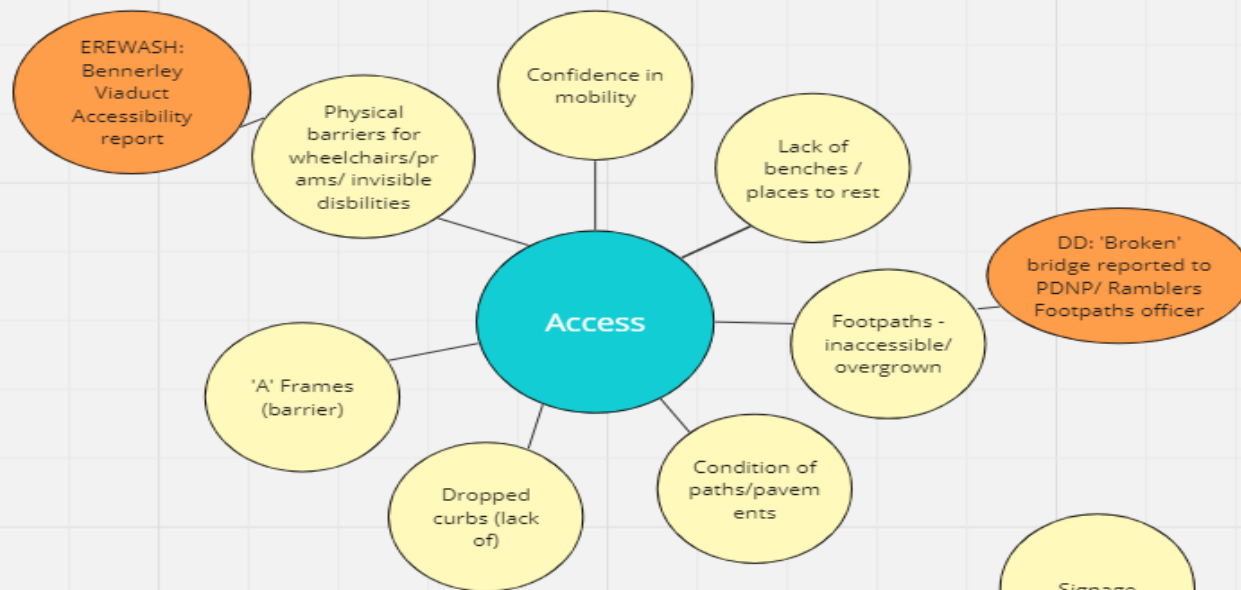 EREWASH:
Bennerley
Viaduct
Accessibility
report
Physical
barriers for
wheelchairs/pr
ams/ invisible
disbilities
Confidence in
mobility
Lack of
benches /
places to rest
DD: 'Broken'
bridge reported to
PDNP/ Ramblers
Footpaths officer
Footpaths -
inaccessible/
overgrown
Access
'A' Frames
(barrier)
Dropped
curbs (lack
of)
Condition of
paths/pavem
ents
Signage